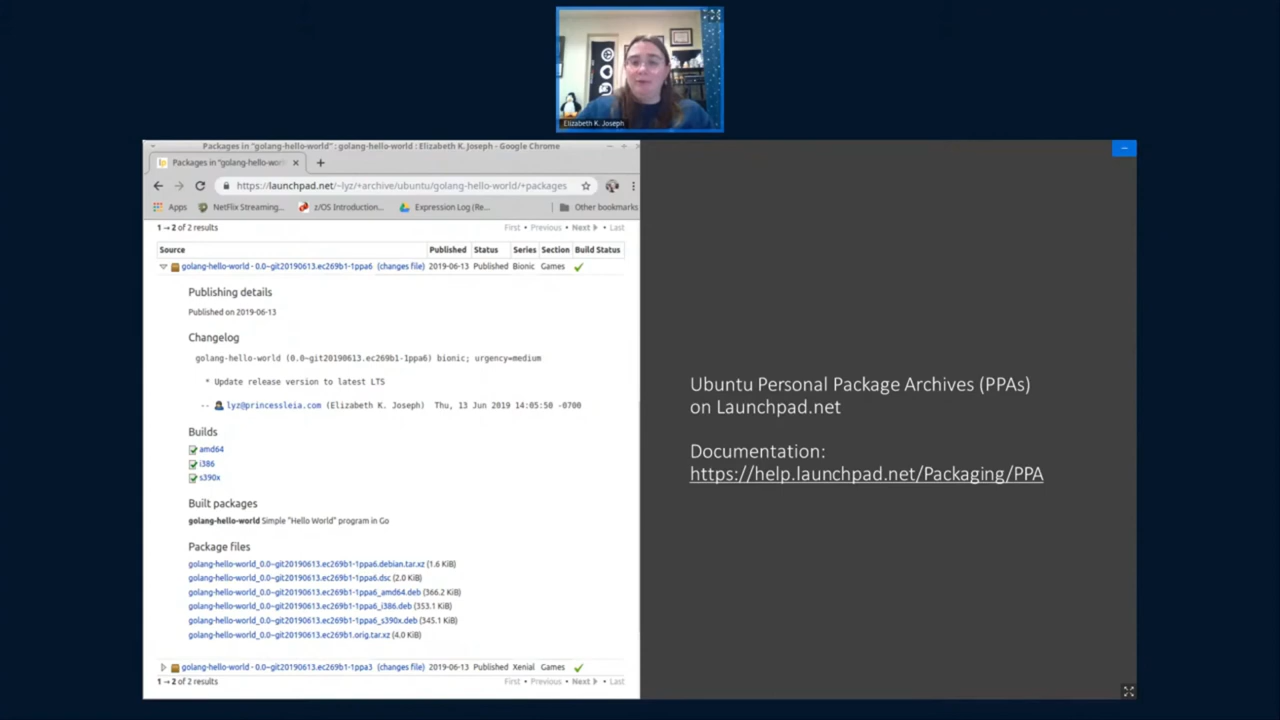 Elizabeth K. Joseph
Packages in “golang-hello-world” : golang-hello-world : Elizabeth K. Joseph - Google Chrome
Packages in “golang-hello-wor
https://launchpad.net/~lyz/+archive/ubuntu/golang-hello-world/+packages
Apps NetFlix Streaming... z/OS Introduction... Expression Log (Re... Other bookmarks
1 → 2 of 2 results First • Previous • Next • Last
Source Published Status Series Section Build Status
golang-hello-world - 0.0~git20190613.ec269b1-1ppa6 (changes file) 2019-06-13 Published Bionic Games
Publishing details
Published on 2019-06-13
Changelog
golang-hello-world (0.0~git20190613.ec269b1-1ppa6) bionic; urgency=medium
* Update release version to latest LTS
-- lyz@princessleia.com (Elizabeth K. Joseph) Thu, 13 Jun 2019 14:05:50 -0700
Builds
amd64
i386
s390x
Built packages
golang-hello-world Simple "Hello World" program in Go
Package files
golang-hello-world_0.0~git20190613.ec269b1-1ppa6.debian.tar.xz (1.6 KiB)
golang-hello-world_0.0~git20190613.ec269b1-1ppa6.dsc (2.0 KiB)
golang-hello-world_0.0~git20190613.ec269b1-1ppa6_amd64.deb (366.2 KiB)
golang-hello-world_0.0~git20190613.ec269b1-1ppa6_i386.deb (353.1 KiB)
golang-hello-world_0.0~git20190613.ec269b1-1ppa6_s390x.deb (345.1 KiB)
golang-hello-world_0.0~git20190613.ec269b1.orig.tar.xz (4.0 KiB)
golang-hello-world - 0.0~git20190613.ec269b1-1ppa3 (changes file) 2019-06-13 Published Xenial Games
1 → 2 of 2 results First • Previous • Next • Last
Ubuntu Personal Package Archives (PPAs)
on Launchpad.net
Documentation:
https://help.launchpad.net/Packaging/PPA